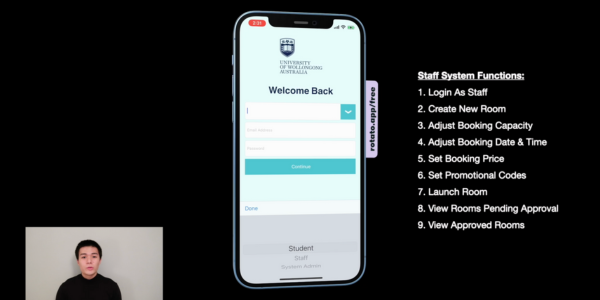 2:31
UNIVERSITY
OF WOLLONGONG
AUSTRALIA
Welcome Back
Email Address
Password
Continue
Done
Student
Staff
System Admin
rotato.app/free
Staff System Functions:
1. Login As Staff
2. Create New Room
3. Adjust Booking Capacity
4. Adjust Booking Date & Time
5. Set Booking Price
6. Set Promotional Codes
7. Launch Room
8. View Rooms Pending Approval
9. View Approved Rooms